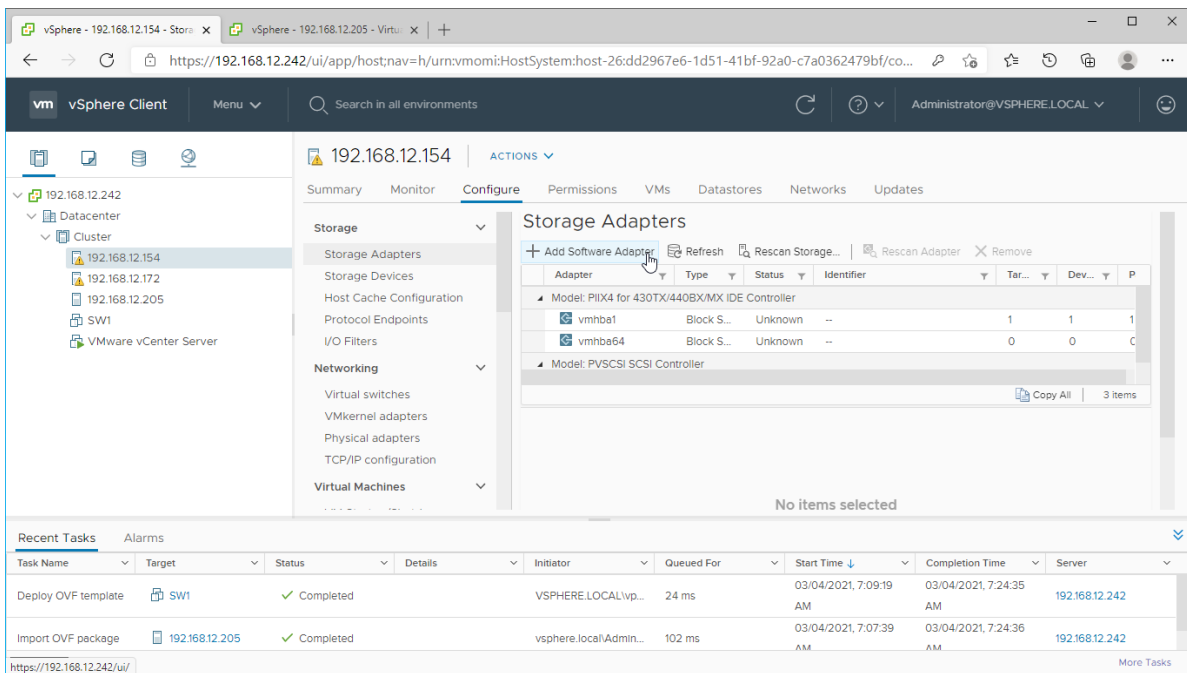 vSphere - 192.168.12.154 - Stora
vSphere - 192.168.12.205 - Virtu
https://192.168.12.242/ui/app/host;nav=h/urn:vmomi:HostSystem:host-26:dd2967e6-1d51-41bf-92a0-c7a0362479bf/co...
vm vSphere Client Menu Search in all environments Administrator@VSPHERE.LOCAL
192.168.12.242
Datacenter
Cluster
192.168.12.154
192.168.12.172
192.168.12.205
SW1
VMware vCenter Server
192.168.12.154 ACTIONS
Summary Monitor Configure Permissions VMs Datastores Networks Updates
Storage
Storage Adapters
Storage Devices
Host Cache Configuration
Protocol Endpoints
I/O Filters
Networking
Virtual switches
VMkernel adapters
Physical adapters
TCP/IP configuration
Virtual Machines
Storage Adapters
+ Add Software Adapter Refresh Rescan Storage... Rescan Adapter Remove
Adapter Type Status Identifier Tar... Dev... P
Model: PIIX4 for 430TX/440BX/MX IDE Controller
vmhba1 Block S... Unknown -- 1 1 1
vmhba64 Block S... Unknown -- 0 0
Model: PVSCSI SCSI Controller
Copy All 3 items
No items selected
Recent Tasks Alarms
Task Name Target Status Details Initiator Queued For Start Time ↓ Completion Time Server
Deploy OVF template SW1 Completed VSPHERE.LOCAL\vp... 24 ms 03/04/2021, 7:09:19 AM 03/04/2021, 7:24:35 AM 192.168.12.242
Import OVF package 192.168.12.205 Completed vsphere.local\Admin... 102 ms 03/04/2021, 7:07:39 AM 03/04/2021, 7:24:36 AM 192.168.12.242
https://192.168.12.242/ui/
More Tasks